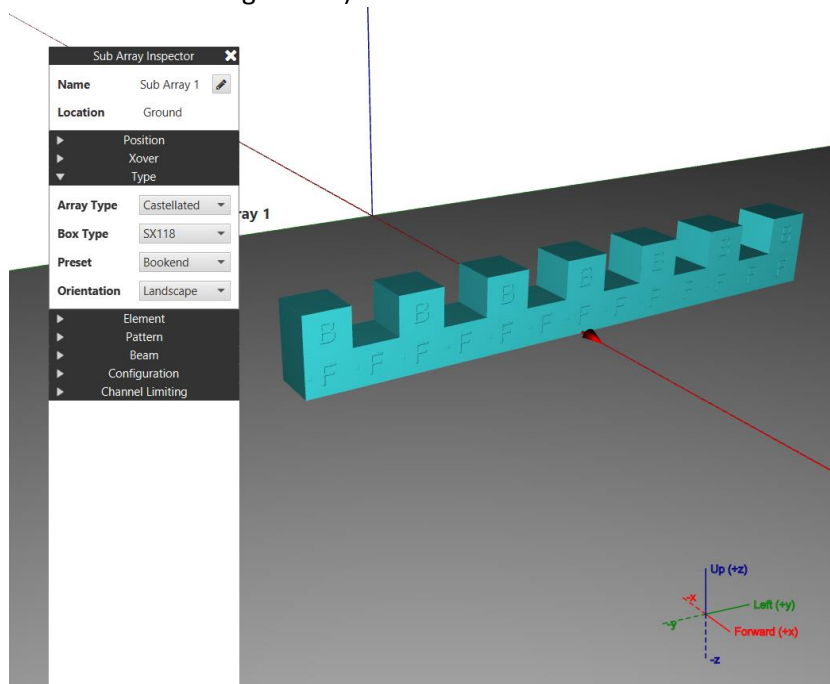 Sub Array Inspector
Name Sub Array 1
Location Ground
Position
Xover
Type
Array Type Castellated
Box Type SX118
Preset Bookend
Orientation Landscape
Element
Pattern
Beam
Configuration
Channel Limiting
ray 1
B B B B B B B
F F F F F F F F F F F F F
Up (+z)
-x
Left (+y)
-y
Forward (+x)
-z